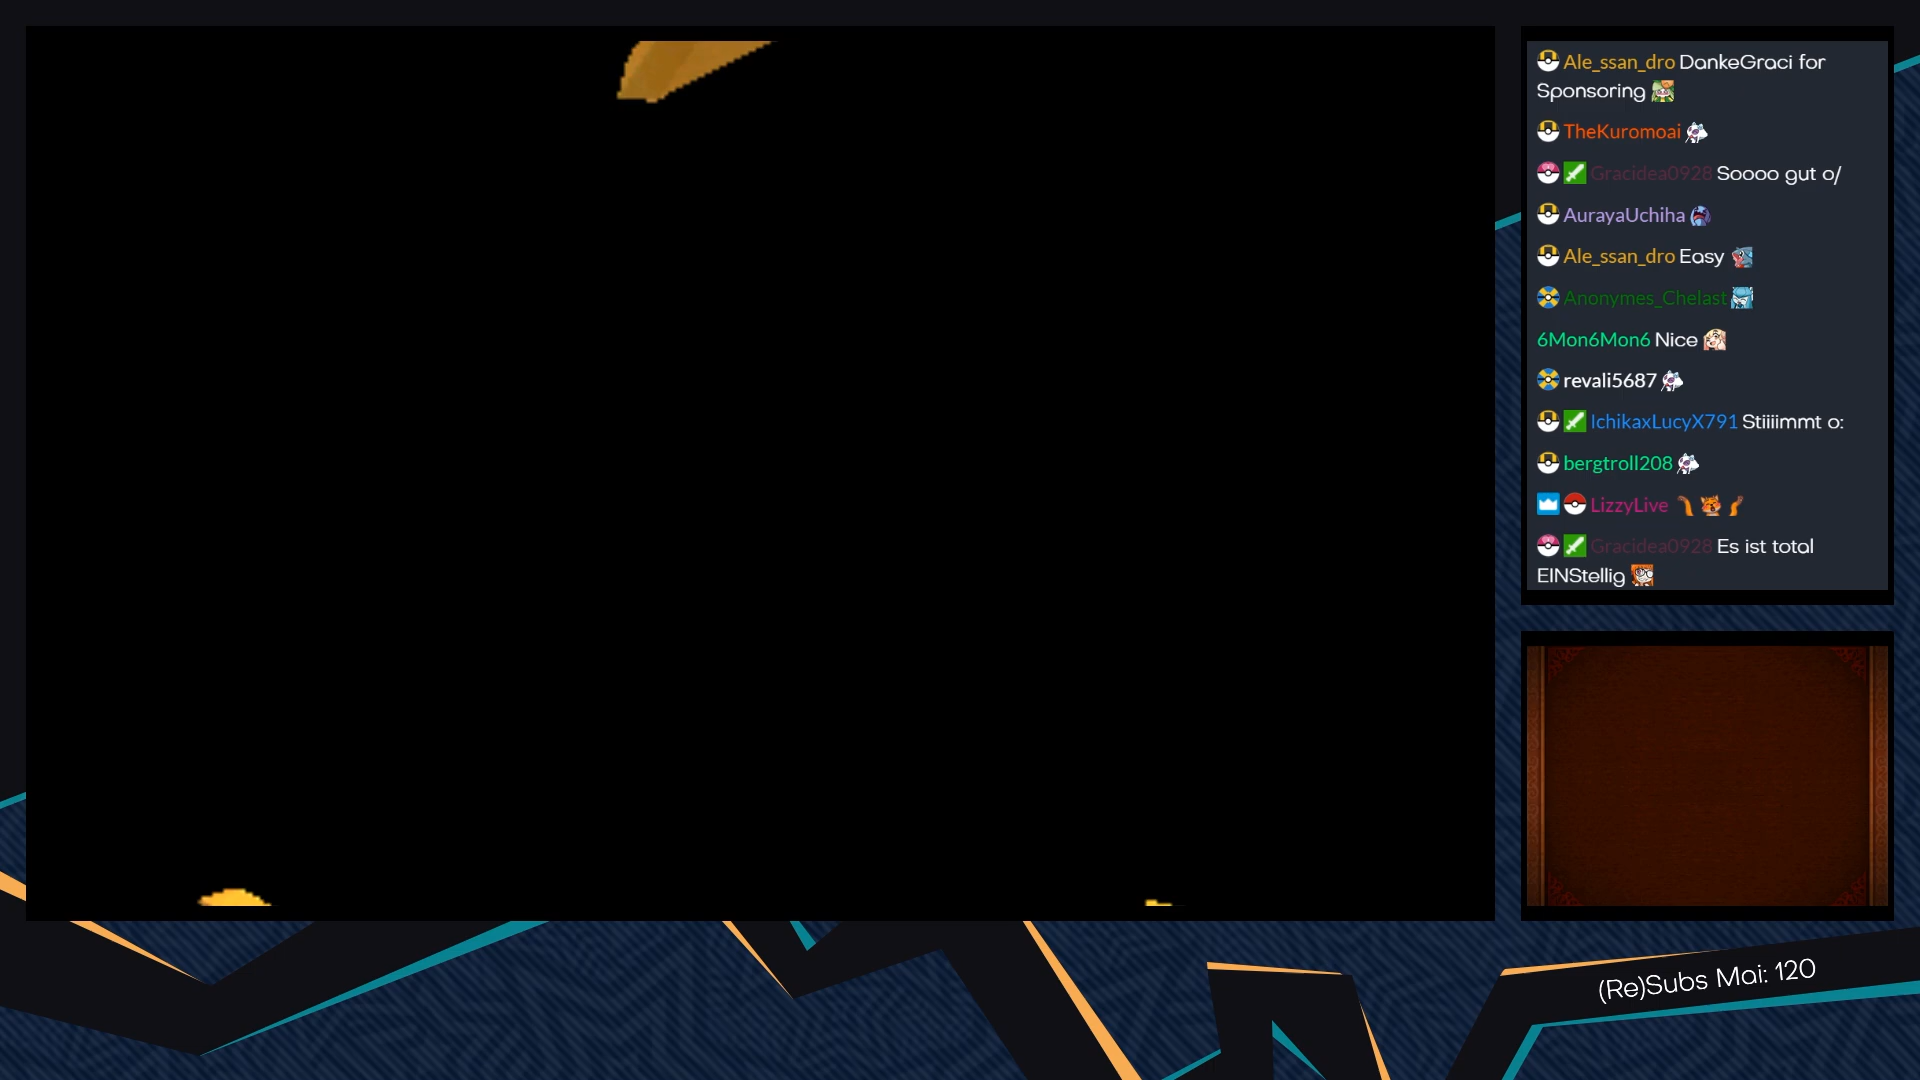 Ale_ssan_dro DankeGraci for
Sponsoring
TheKuromoai
Gracidea0928 Soooo gut o/
AurayaUchiha
Ale_ssan_dro Easy
Anonymes_Chelast
6Mon6Mon6 Nice
revali5687
IchikaxLucyX791 Stiiiimmt o:
bergtroll208
LizzyLive
Gracidea0928 Es ist total
EINStellig
(Re)Subs Mai: 120